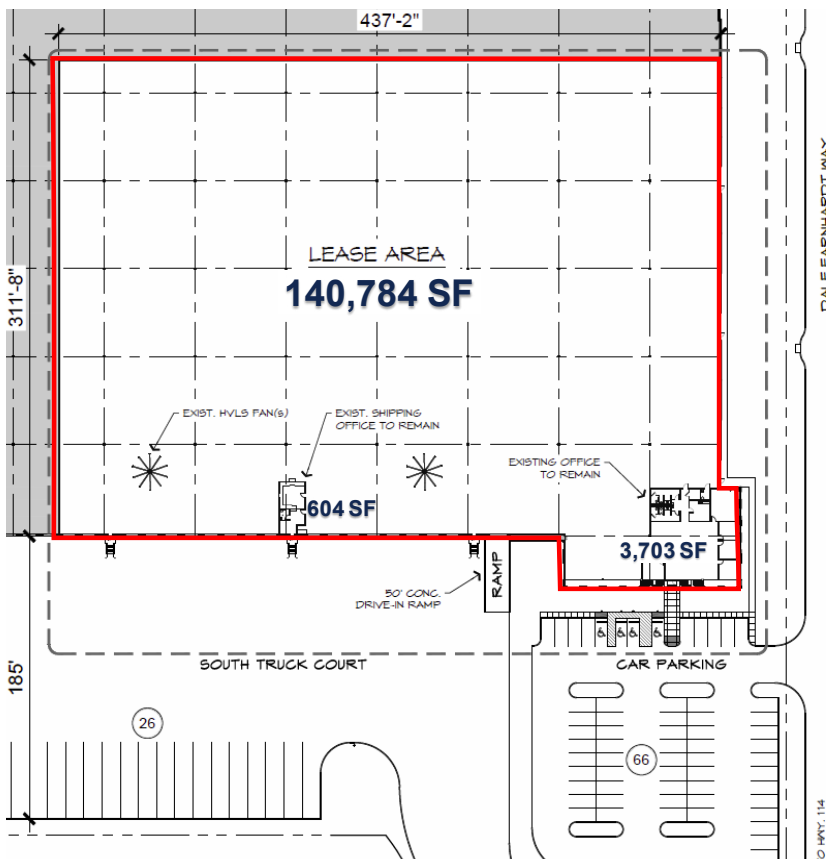 437'-2"
DALE EARNHARDT WAY
LEASE AREA
140,784 SF
311'-8"
EXIST. HVLS FAN(S)
EXIST. SHIPPING
OFFICE TO REMAIN
EXISTING OFFICE
TO REMAIN
604 SF
3,703 SF
RAMP
50' CONC.
DRIVE-IN RAMP
SOUTH TRUCK COURT
CAR PARKING
185'
26
66
HWY. 114